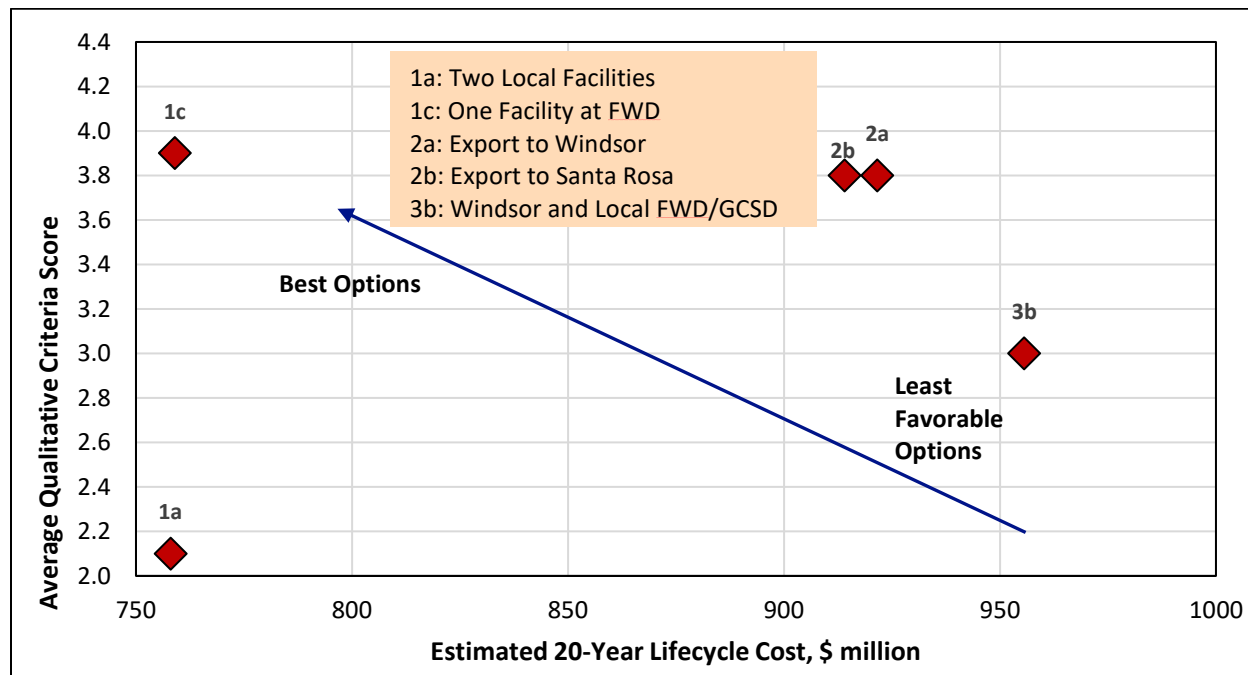 Average Qualitative Criteria Score
4.4
4.2
4.0
3.8
3.6
3.4
3.2
3.0
2.8
2.6
2.4
2.2
2.0
1a: Two Local Facilities
1c: One Facility at FWD
2a: Export to Windsor
2b: Export to Santa Rosa
3b: Windsor and Local FWD/GCSD
1c
2a
2b
Best Options
3b
Least
Favorable
Options
1a
750
800
850
900
950
1000
Estimated 20-Year Lifecycle Cost, $ million